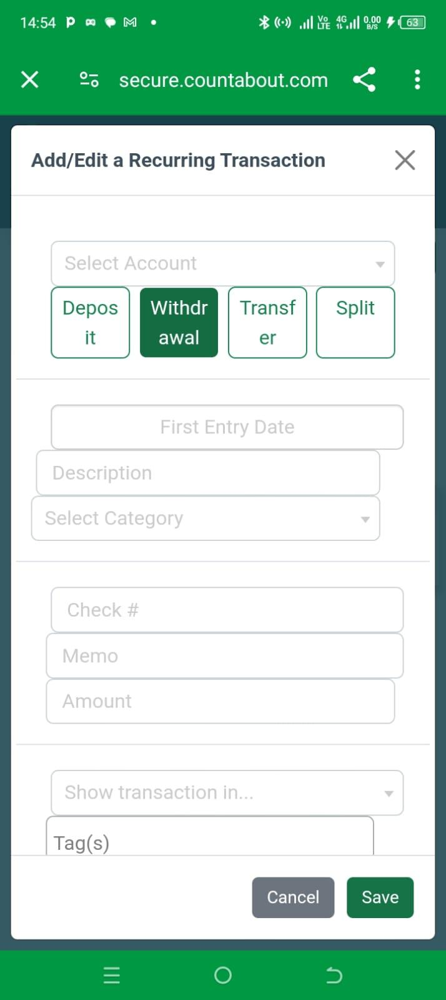 14:54 Vo LTE 4G 0.00 B/S 63
secure.countabout.com
Add/Edit a Recurring Transaction
Select Account
Depos
it
Withdr
awal
Transf
er
Split
First Entry Date
Description
Select Category
Check #
Memo
Amount
Show transaction in...
Tag(s)
Cancel Save